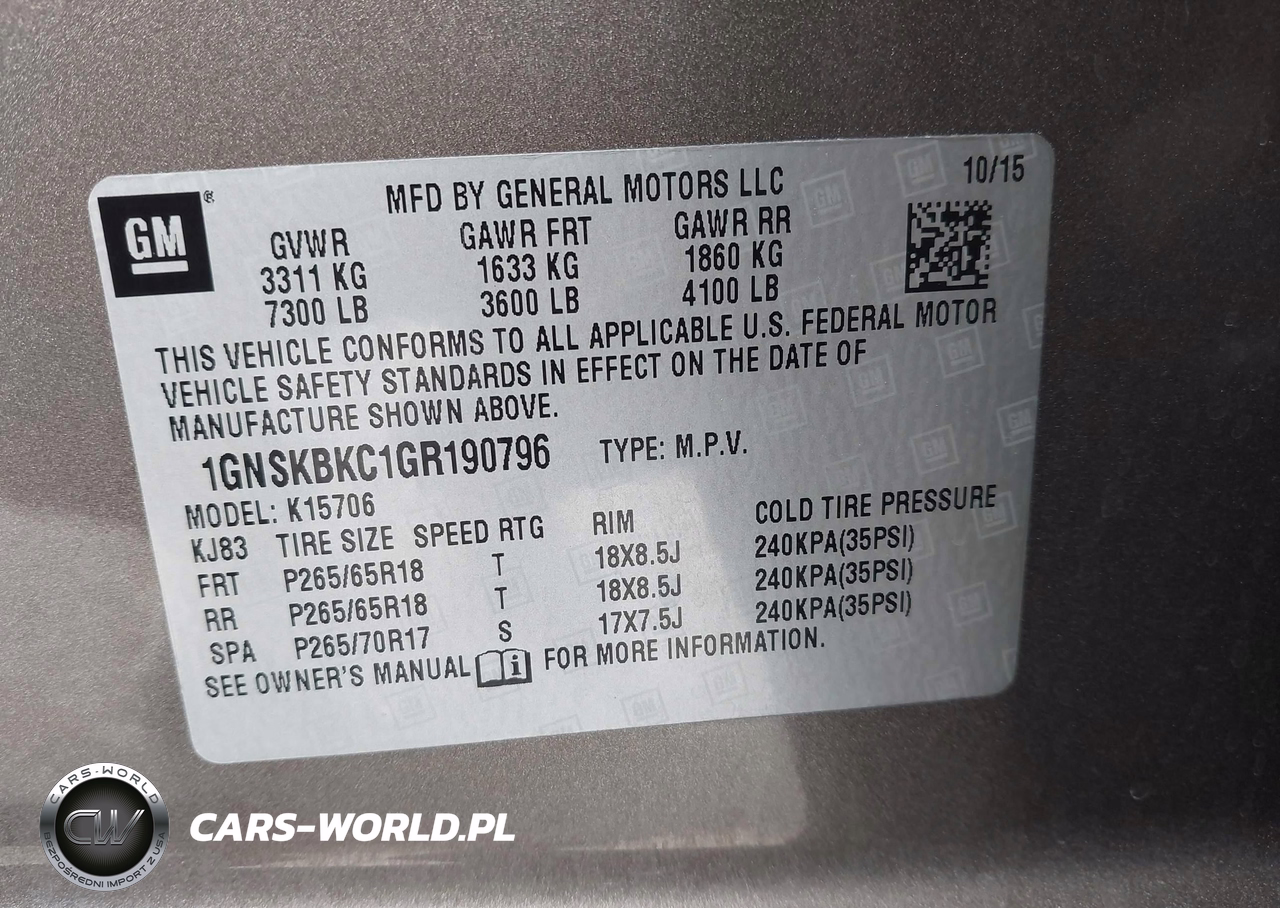 GM ®
MFD BY GENERAL MOTORS LLC
10/15
GVWR GAWR FRT GAWR RR
3311 KG 1633 KG 1860 KG
7300 LB 3600 LB 4100 LB
THIS VEHICLE CONFORMS TO ALL APPLICABLE U.S. FEDERAL MOTOR
VEHICLE SAFETY STANDARDS IN EFFECT ON THE DATE OF
MANUFACTURE SHOWN ABOVE.
1GNSKBKC1GR190796 TYPE: M.P.V.
MODEL: K15706
KJ83 TIRE SIZE SPEED RTG RIM COLD TIRE PRESSURE
FRT P265/65R18 T 18X8.5J 240KPA(35PSI)
RR P265/65R18 T 18X8.5J 240KPA(35PSI)
SPA P265/70R17 S 17X7.5J 240KPA(35PSI)
SEE OWNER'S MANUAL i FOR MORE INFORMATION.
CARS-WORLD
CW
BEZPOŚREDNI IMPORT Z USA
CARS-WORLD.PL